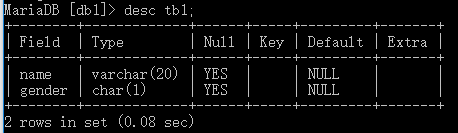 MariaDB [db1]> desc tb1;
+--------+-------------+------+-----+---------+-------+
| Field | Type | Null | Key | Default | Extra |
+--------+-------------+------+-----+---------+-------+
| name | varchar(20) | YES | | NULL | |
| gender | char(1) | YES | | NULL | |
+--------+-------------+------+-----+---------+-------+
2 rows in set (0.08 sec)